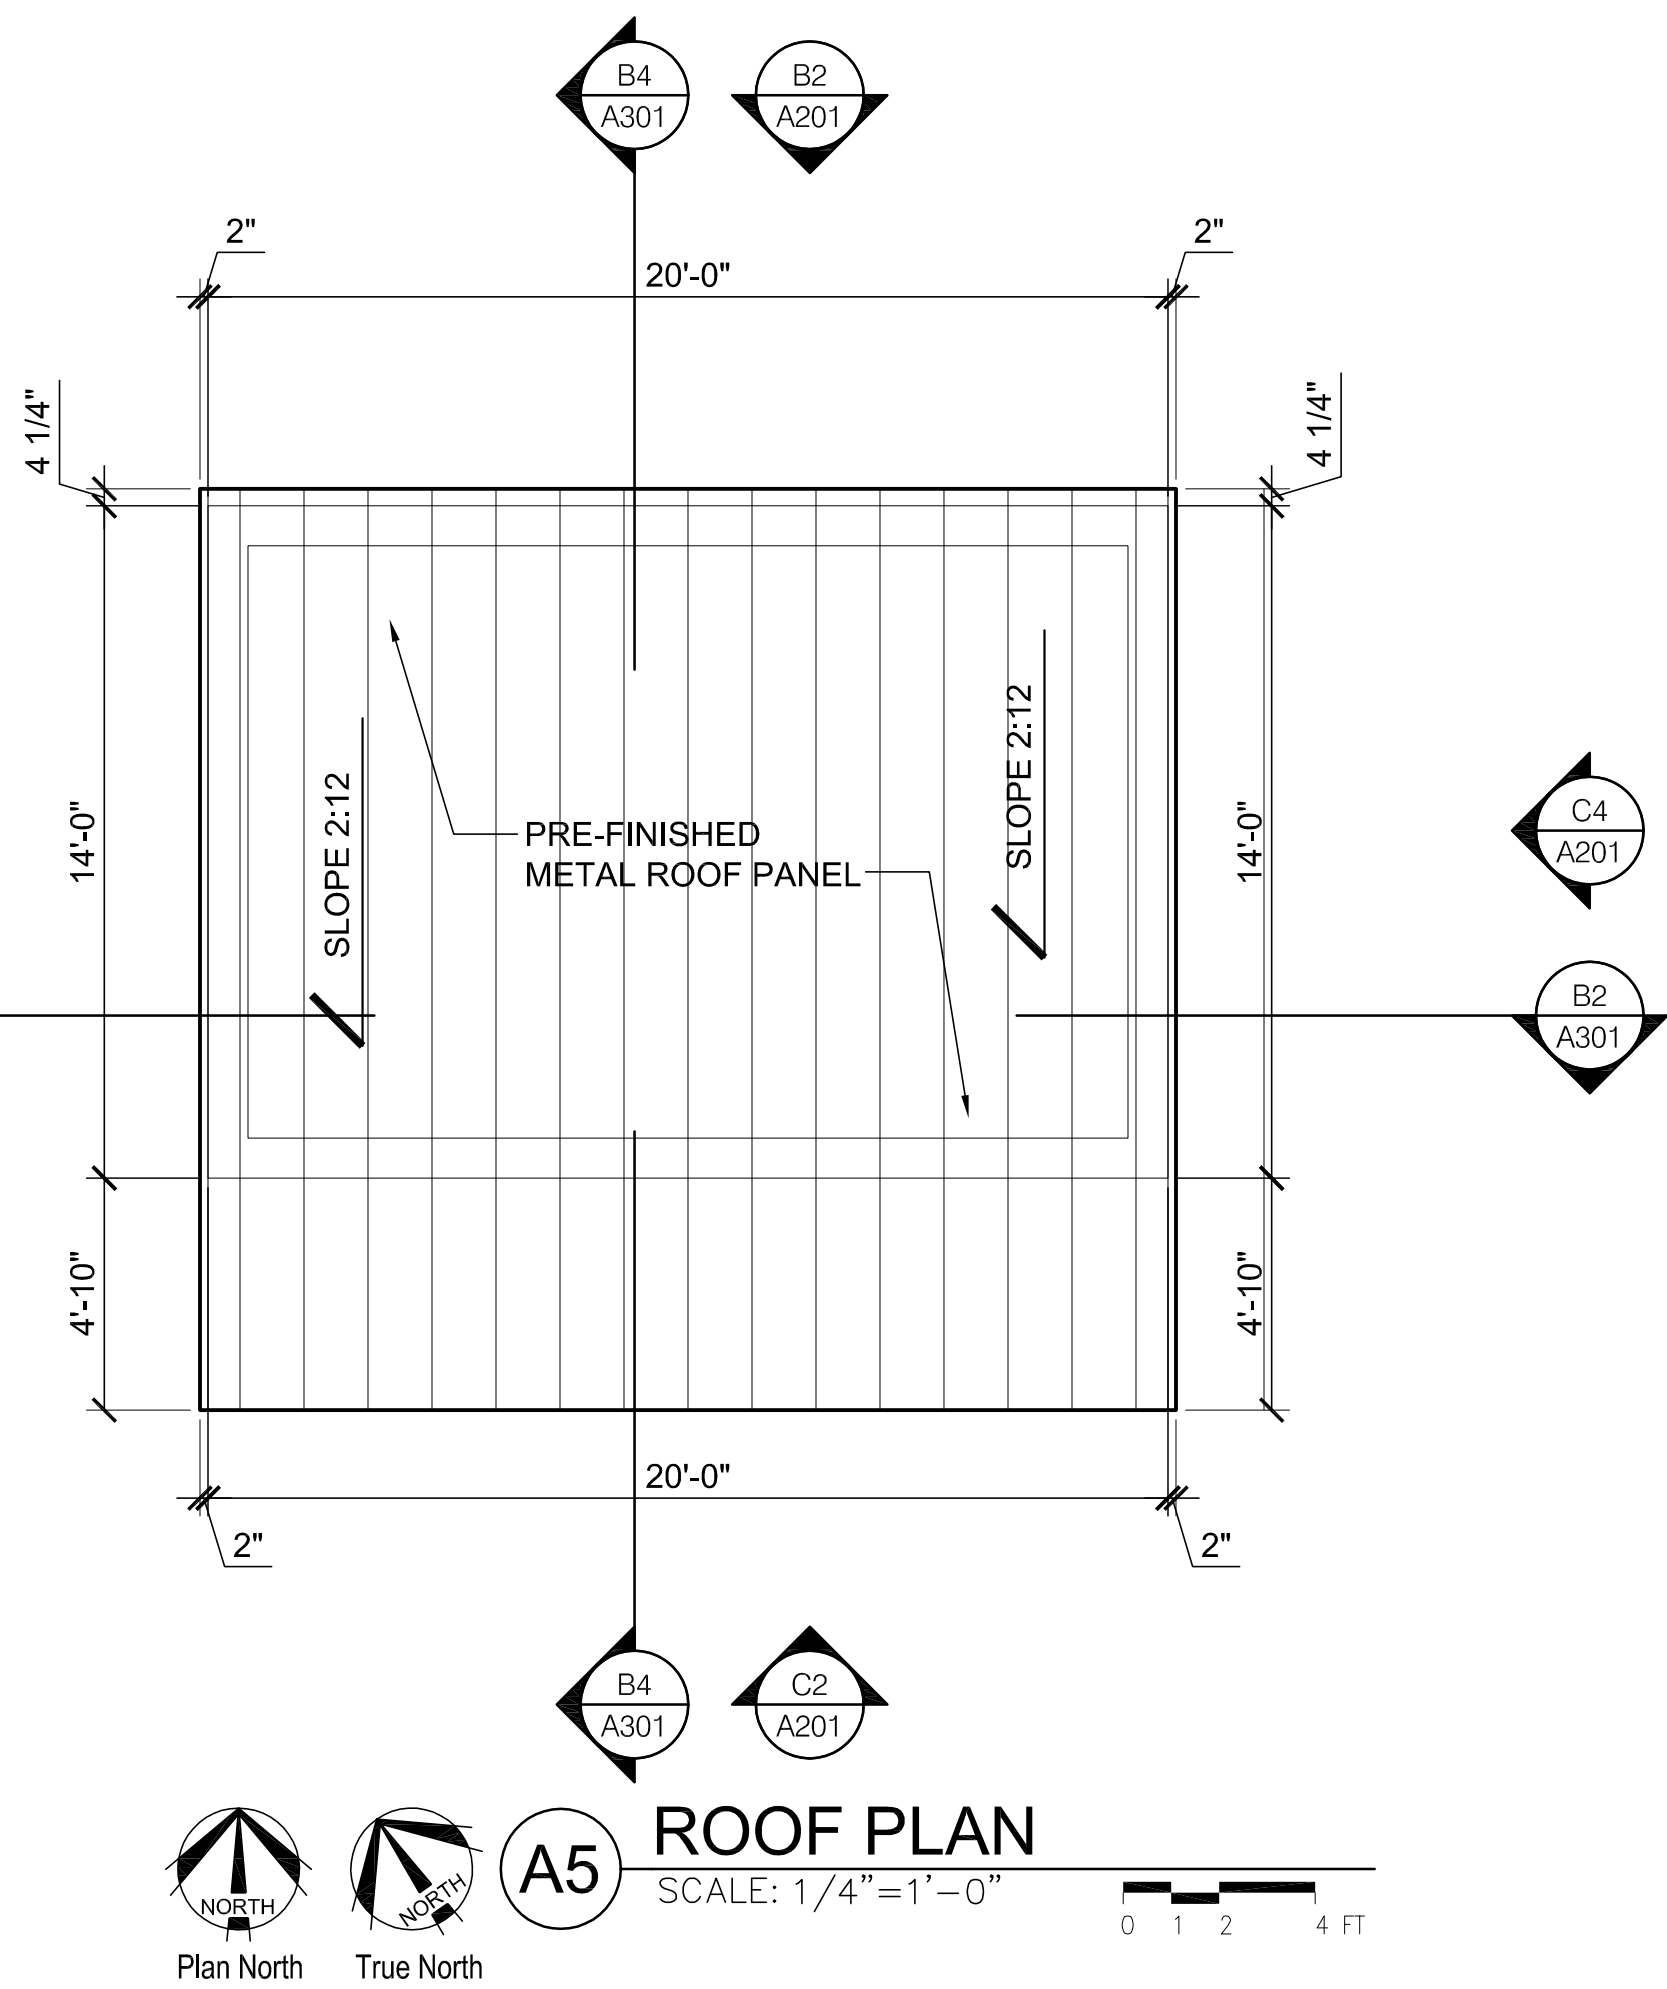 B4
A301
B2
A201
2"
2"
20'-0"
4 1/4"
4 1/4"
SLOPE 2:12
SLOPE 2:12
14'-0"
14'-0"
PRE-FINISHED
METAL ROOF PANEL
C4
A201
B2
A301
4'-10"
4'-10"
20'-0"
2"
2"
B4
A301
C2
A201
NORTH
Plan North
NORTH
True North
A5
ROOF PLAN
SCALE: 1/4"=1'-0"
0 1 2 4 FT